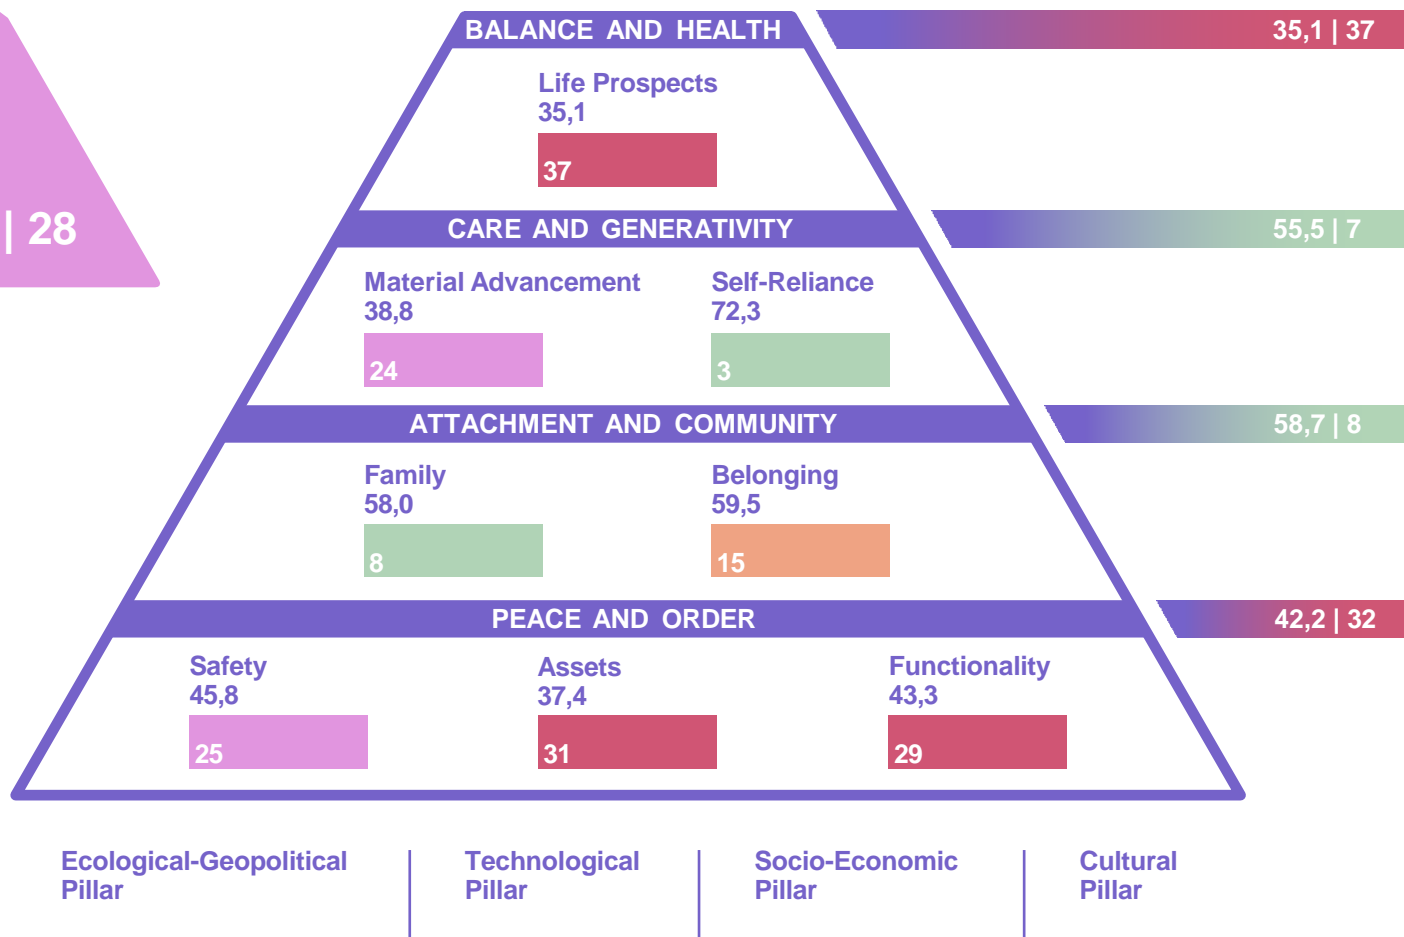 BALANCE AND HEALTH
35,1 | 37
Life Prospects
35,1
37
| 28
CARE AND GENERATIVITY
55,5 | 7
Material Advancement
38,8
24
Self-Reliance
72,3
3
ATTACHMENT AND COMMUNITY
58,7 | 8
Family
58,0
8
Belonging
59,5
15
PEACE AND ORDER
42,2 | 32
Safety
45,8
25
Assets
37,4
31
Functionality
43,3
29
Ecological-Geopolitical
Pillar
Technological
Pillar
Socio-Economic
Pillar
Cultural
Pillar